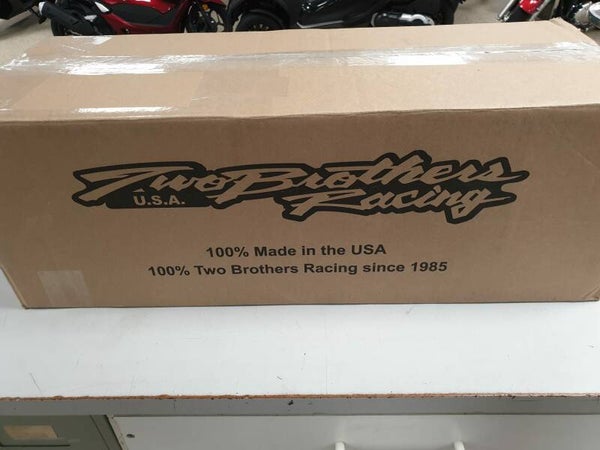 Two Brothers
U.S.A.
Racing
100% Made in the USA
100% Two Brothers Racing since 1985